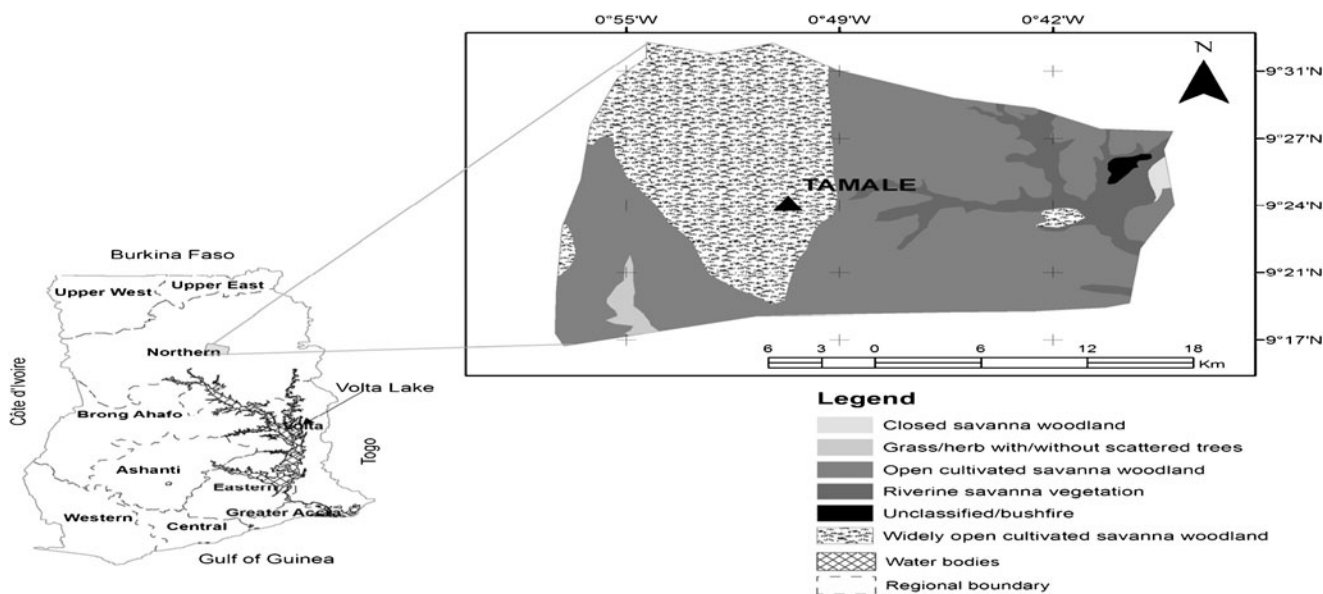 0°55'W 0°49'W 0°42'W
N
9°31'N
9°27'N
TAMALE
9°24'N
9°21'N
9°17'N
6 3 0 6 12 18
Km
Burkina Faso
Upper West
Upper East
Northern
Volta Lake
Côte d'Ivoire
Brong Ahafo
Volta
Togo
Ashanti
Eastern
Greater Accra
Western
Central
Gulf of Guinea
Legend
Closed savanna woodland
Grass/herb with/without scattered trees
Open cultivated savanna woodland
Riverine savanna vegetation
Unclassified/bushfire
Widely open cultivated savanna woodland
Water bodies
Regional boundary